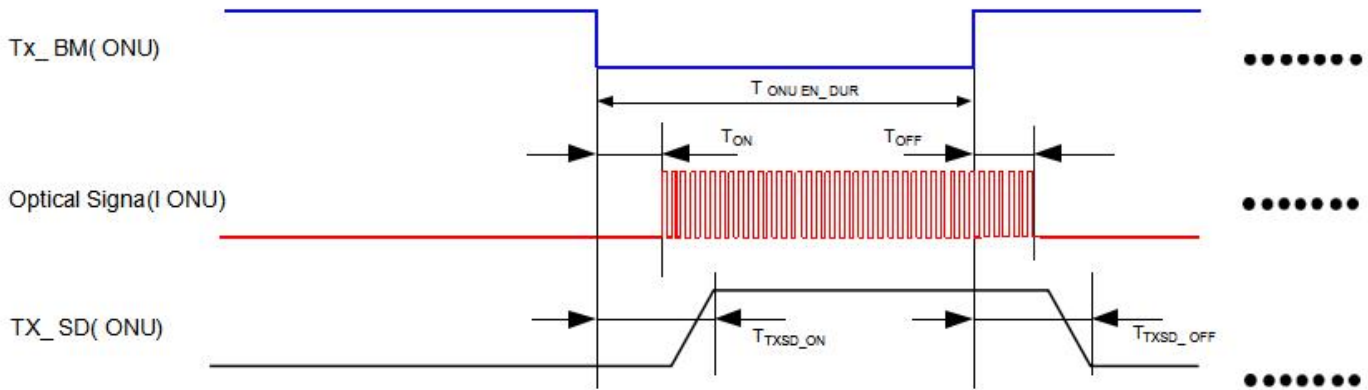 Tx_ BM( ONU)
T ONU EN_DUR
TON TOFF
Optical Signa(l ONU)
TX_ SD( ONU)
TTXSD_ON TTXSD_ OFF